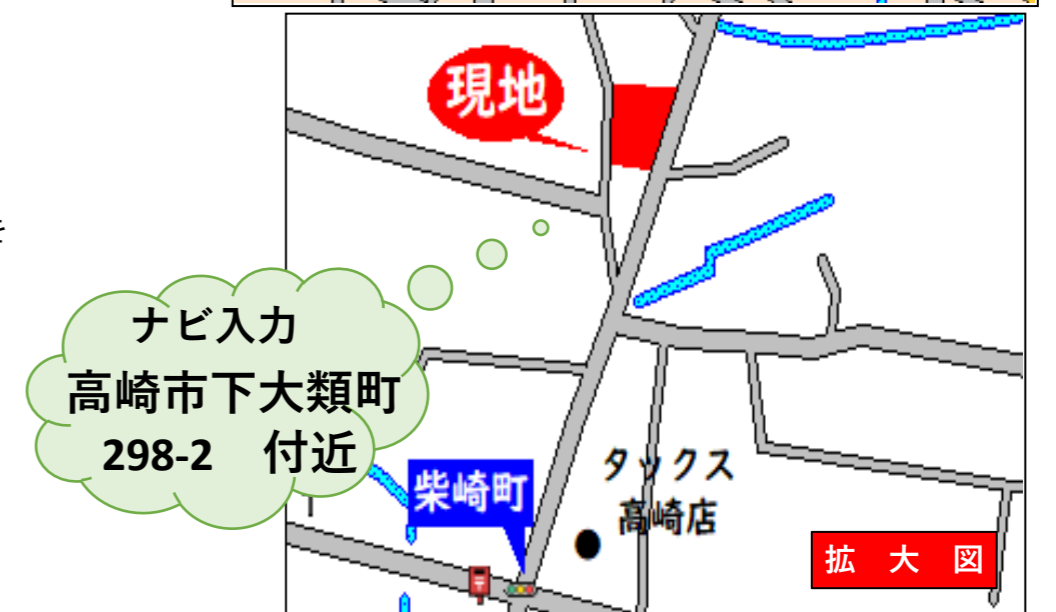 現地
ナビ入力
高崎市下大類町
298-2　付近
タックス
高崎店
柴崎町
拡　大　図